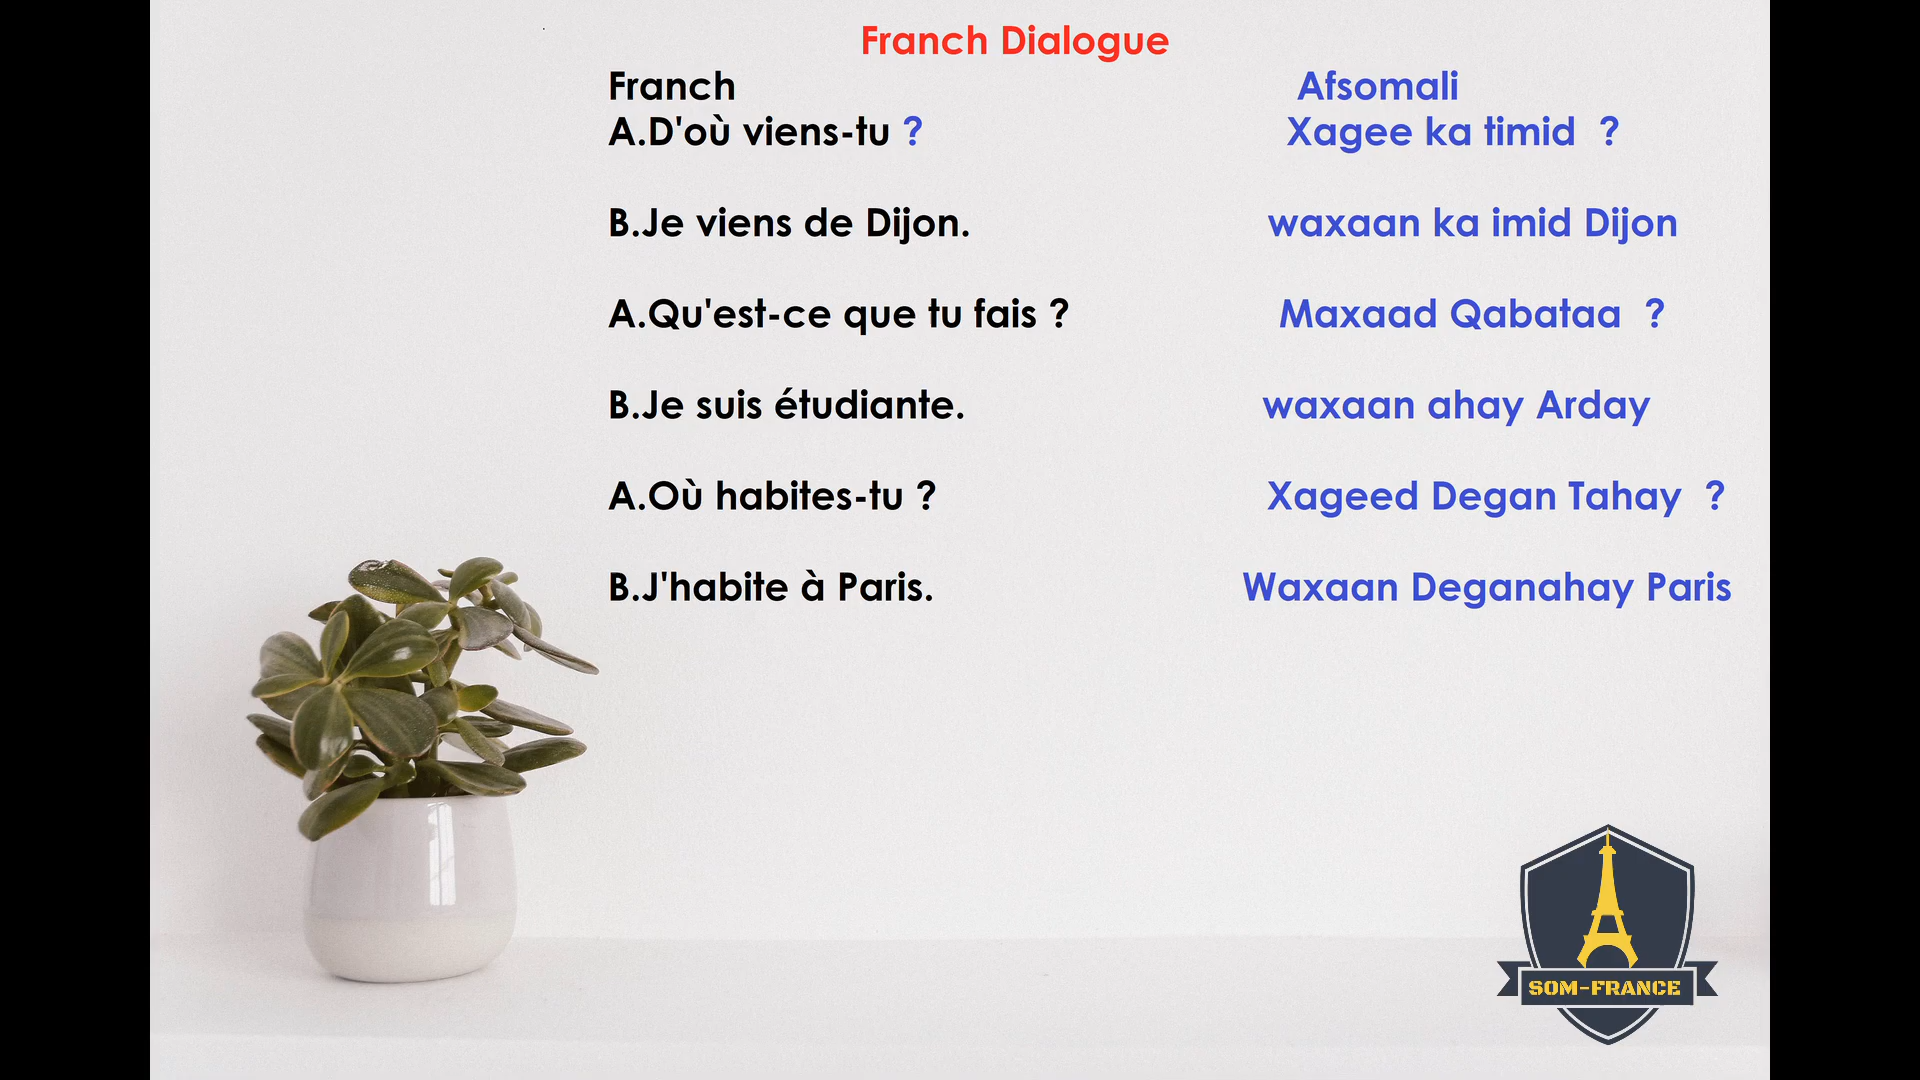 Franch Dialogue
Franch Afsomali
A.D'où viens-tu ? Xagee ka timid ?
B.Je viens de Dijon. waxaan ka imid Dijon
A.Qu'est-ce que tu fais ? Maxaad Qabataa ?
B.Je suis étudiante. waxaan ahay Arday
A.Où habites-tu ? Xageed Degan Tahay ?
B.J'habite à Paris. Waxaan Deganahay Paris
SOM-FRANCE